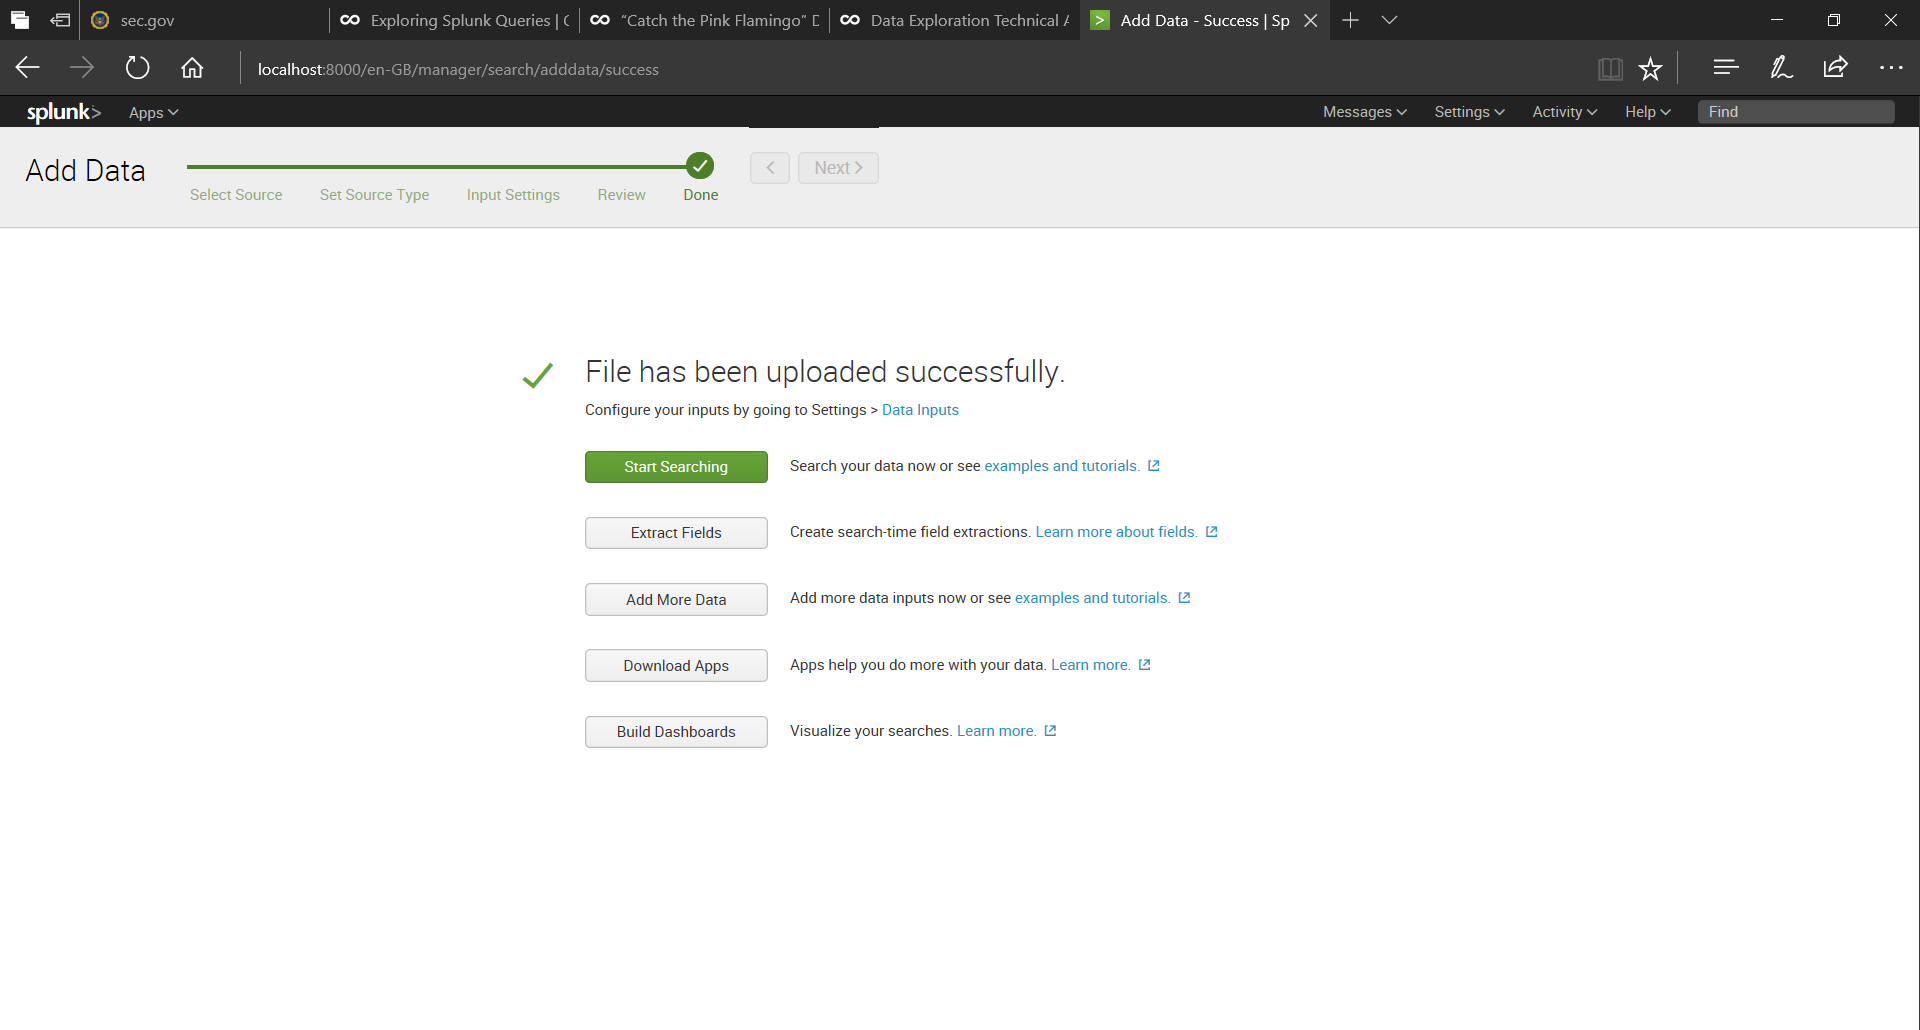 sec.gov
Exploring Splunk Queries | C
“Catch the Pink Flamingo” D
Data Exploration Technical A
Add Data - Success | Sp
localhost:8000/en-GB/manager/search/adddata/success
splunk> Apps Messages Settings Activity Help Find
Add Data
Select Source Set Source Type Input Settings Review Done
Next
File has been uploaded successfully.
Configure your inputs by going to Settings > Data Inputs
Start Searching Search your data now or see examples and tutorials.
Extract Fields Create search-time field extractions. Learn more about fields.
Add More Data Add more data inputs now or see examples and tutorials.
Download Apps Apps help you do more with your data. Learn more.
Build Dashboards Visualize your searches. Learn more.